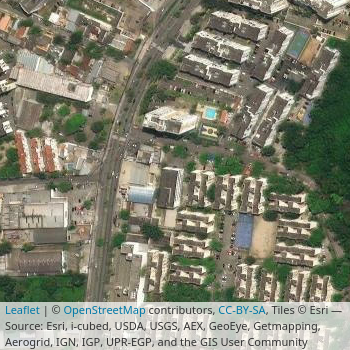 Leaflet | © OpenStreetMap contributors, CC-BY-SA, Tiles © Esri —
Source: Esri, i-cubed, USDA, USGS, AEX, GeoEye, Getmapping,
Aerogrid, IGN, IGP, UPR-EGP, and the GIS User Community